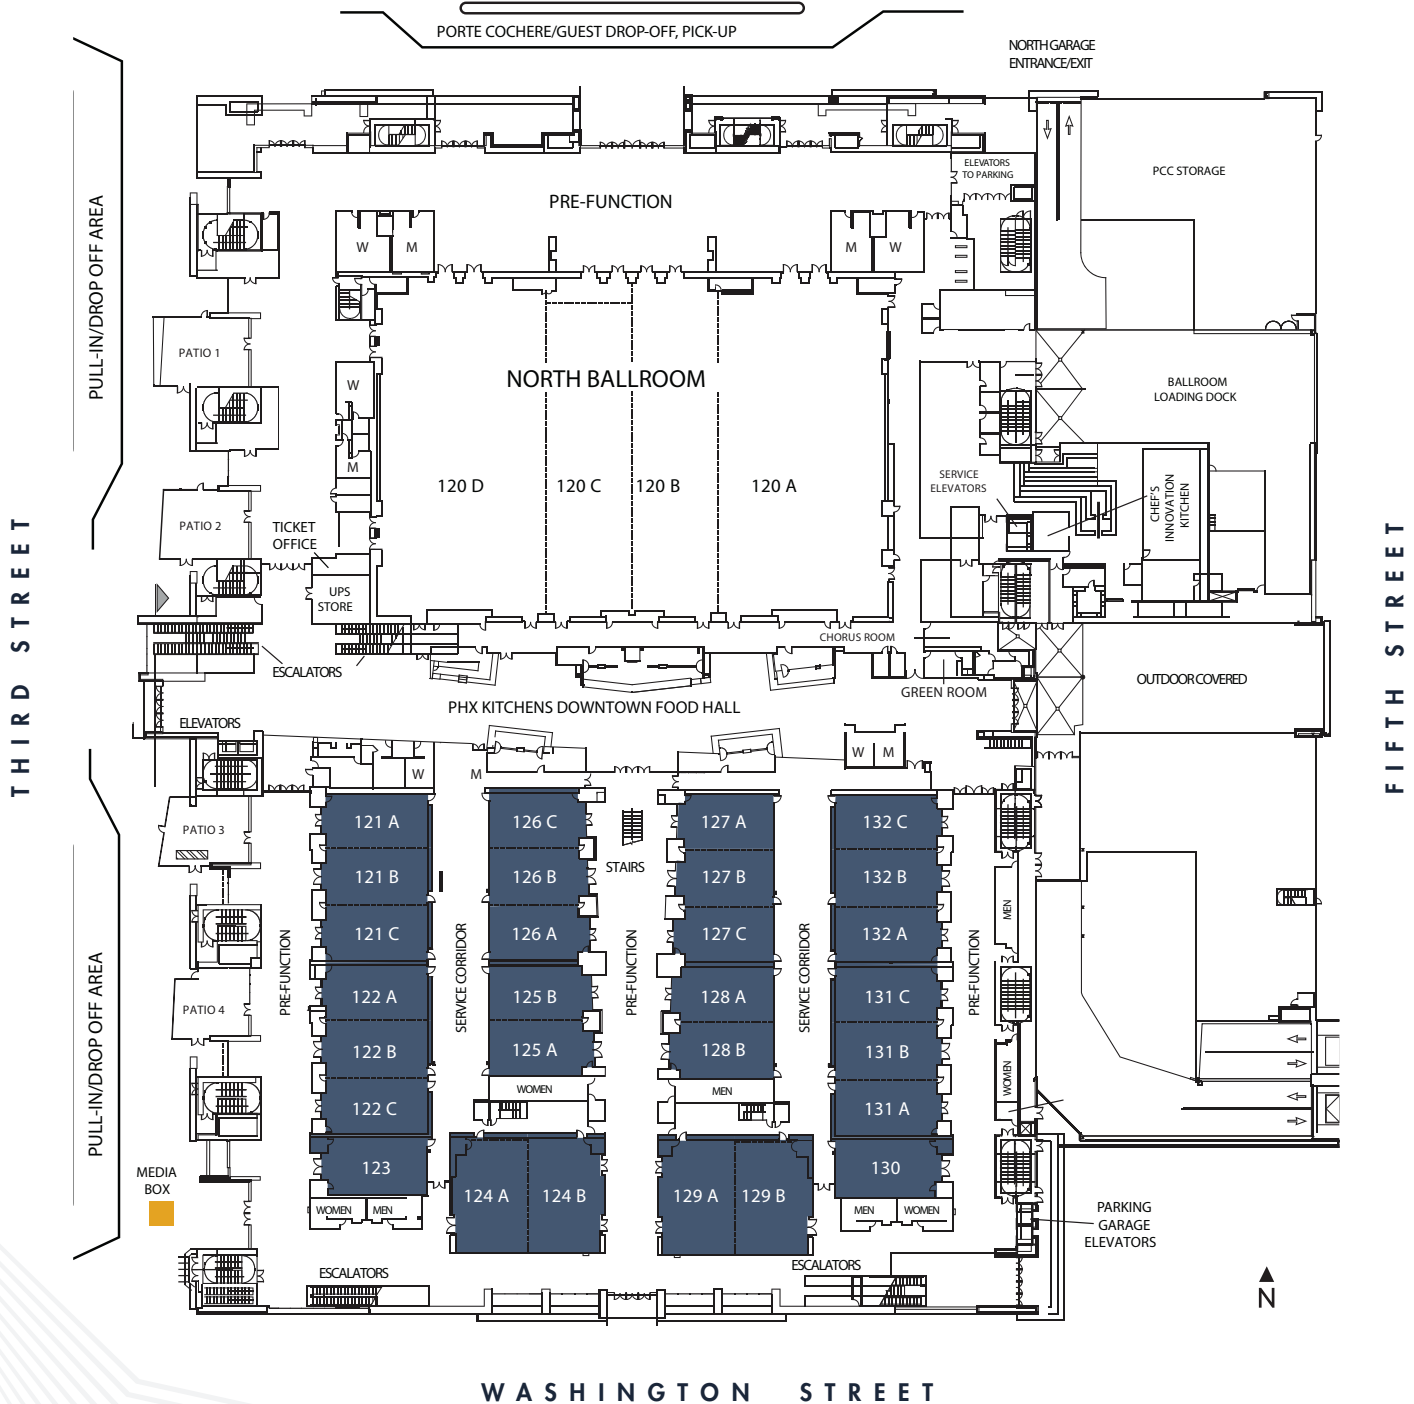 PORTE COCHERE/GUEST DROP-OFF, PICK-UP
NORTH GARAGE
ENTRANCE/EXIT
PULL-IN/DROP OFF AREA
ELEVATORS
TO PARKING
PCC STORAGE
PRE-FUNCTION
W
M
M
W
PATIO 1
NORTH BALLROOM
BALLROOM
LOADING DOCK
W
M
120 D
120 C
120 B
120 A
SERVICE
ELEVATORS
CHEF'S
INNOVATION
KITCHEN
PATIO 2
TICKET
OFFICE
UPS
STORE
THIRD STREET
FIFTH STREET
CHORUS ROOM
ESCALATORS
GREEN ROOM
OUTDOOR COVERED
PHX KITCHENS DOWNTOWN FOOD HALL
ELEVATORS
W
M
W
M
PATIO 3
121 A
126 C
127 A
132 C
STAIRS
121 B
126 B
127 B
132 B
MEN
121 C
126 A
127 C
132 A
PULL-IN/DROP OFF AREA
PRE-FUNCTION
SERVICE CORRIDOR
PRE-FUNCTION
SERVICE CORRIDOR
PRE-FUNCTION
PATIO 4
122 A
125 B
128 A
131 C
122 B
125 A
128 B
131 B
WOMEN
WOMEN
MEN
122 C
131 A
123
130
MEDIA
BOX
124 A
124 B
129 A
129 B
WOMEN
MEN
MEN
WOMEN
PARKING
GARAGE
ELEVATORS
ESCALATORS
ESCALATORS
N
WASHINGTON STREET